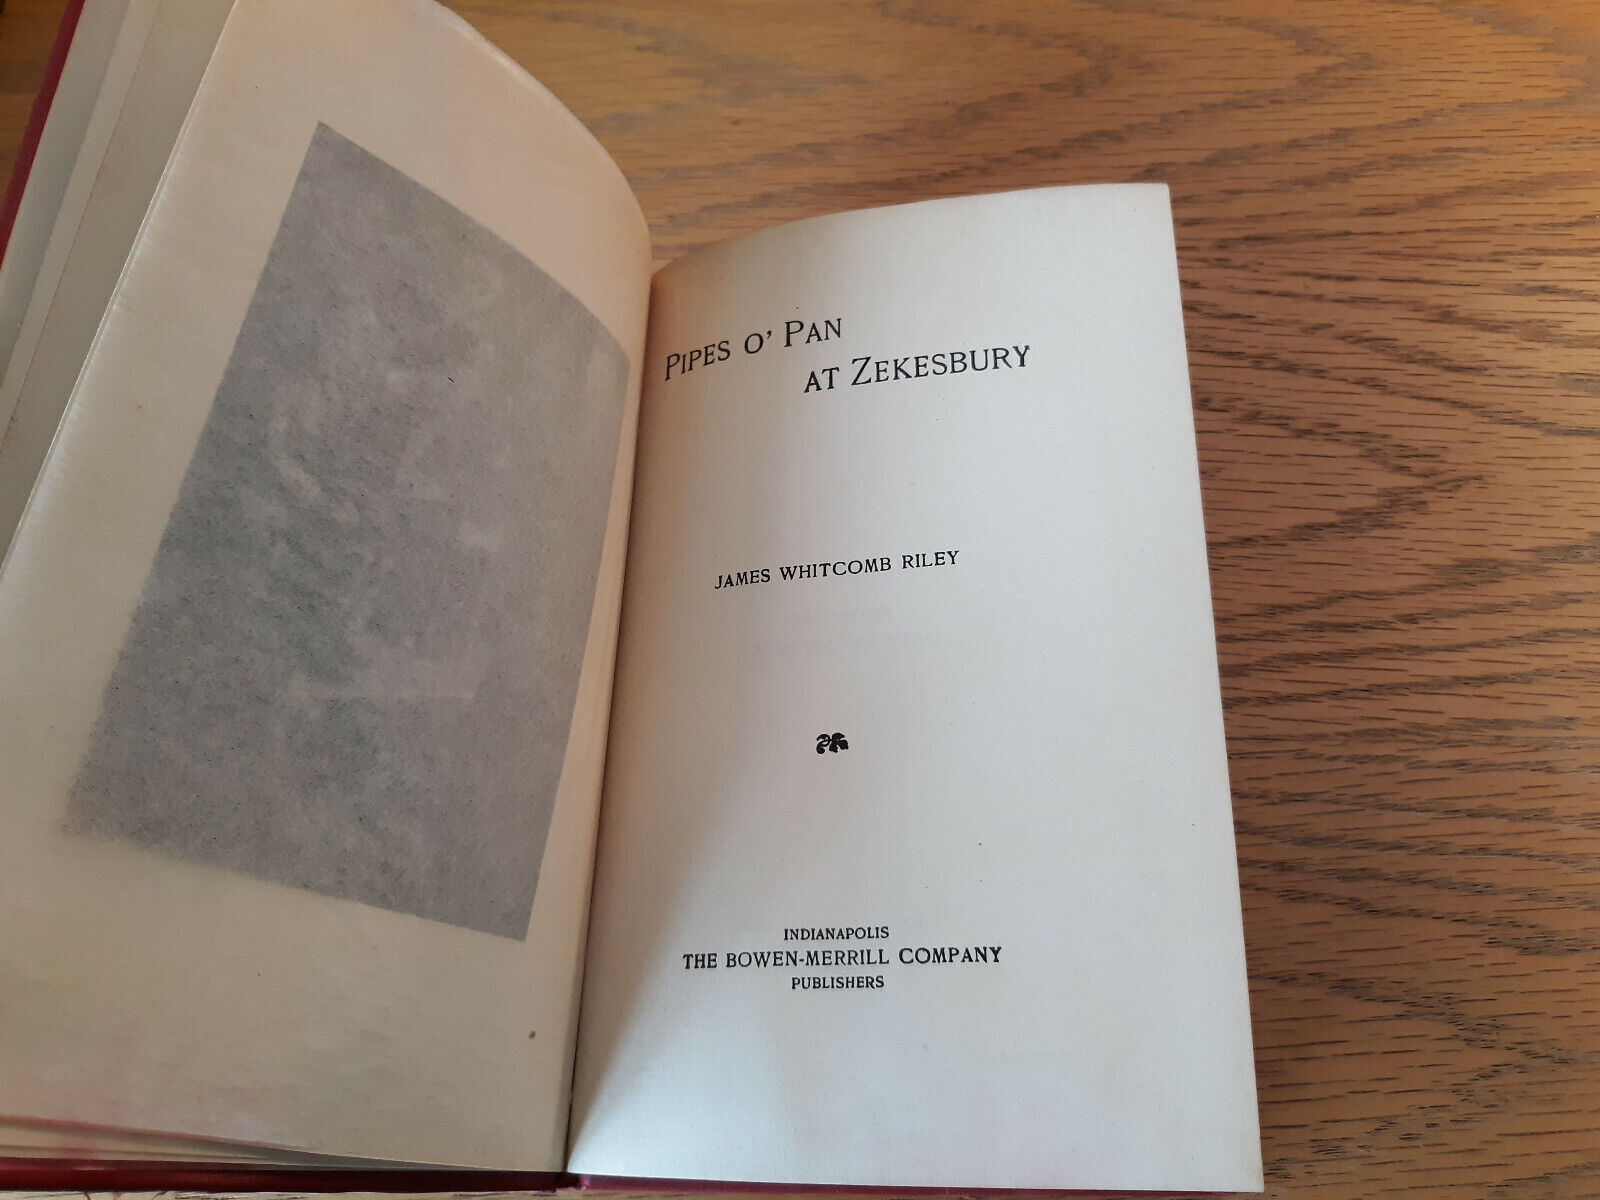 PIPES O' PAN
AT ZEKESBURY
JAMES WHITCOMB RILEY
INDIANAPOLIS
THE BOWEN-MERRILL COMPANY
PUBLISHERS